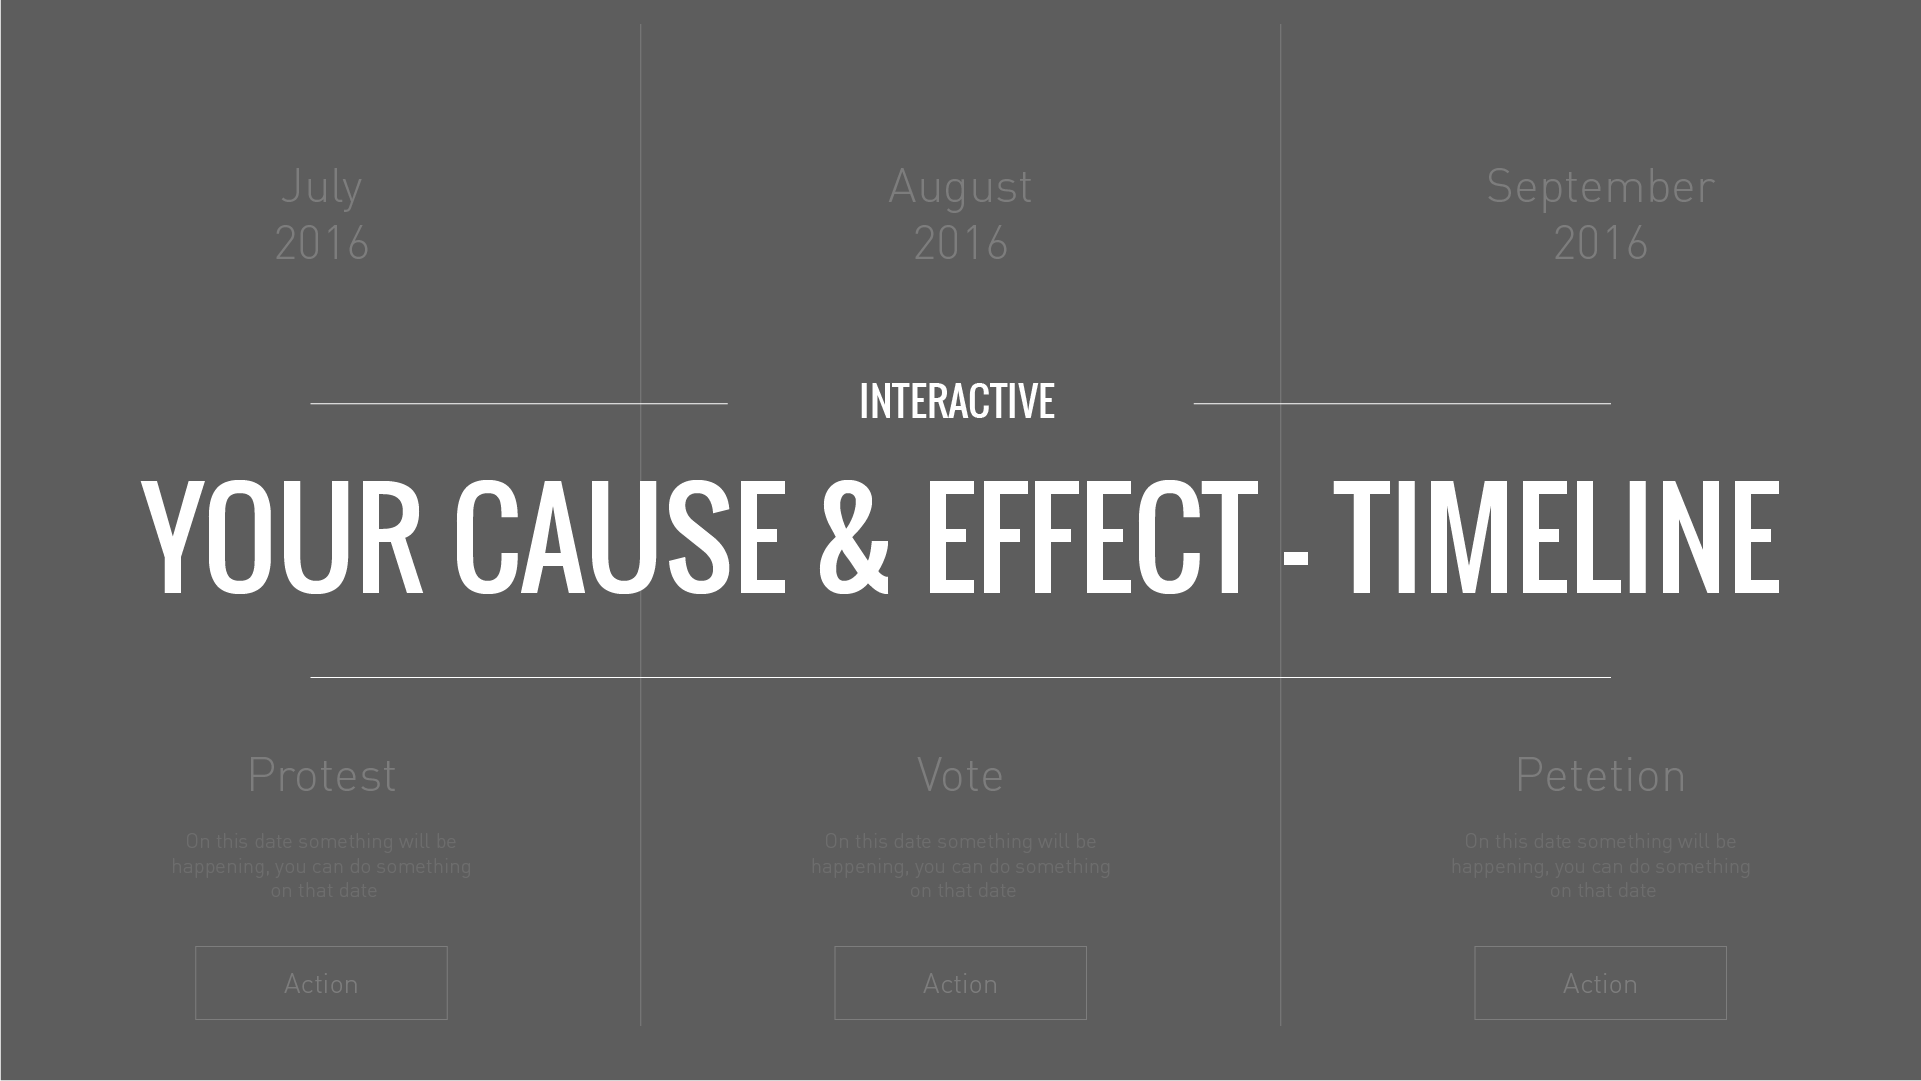 July
2016
August
2016
September
2016
INTERACTIVE
YOUR CAUSE & EFFECT - TIMELINE
Protest
On this date something will be
happening, you can do something
on that date
Action
Vote
On this date something will be
happening, you can do something
on that date
Action
Petetion
On this date something will be
happening, you can do something
on that date
Action